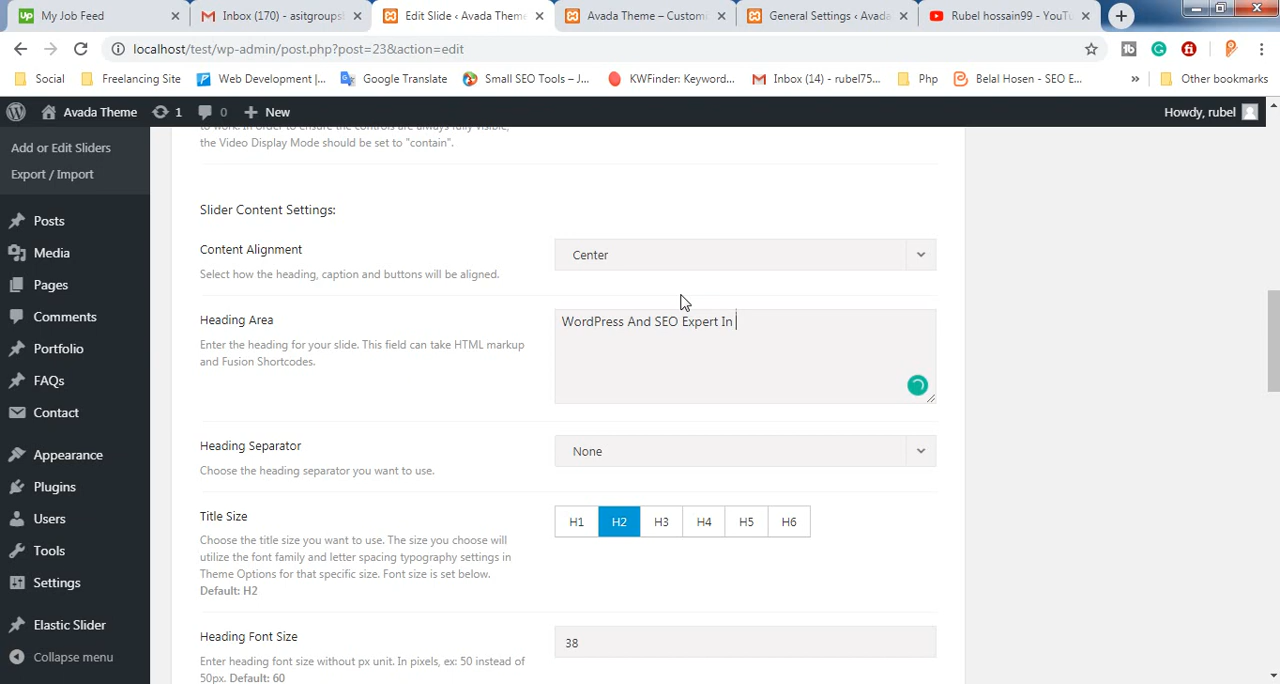 My Job Feed
Inbox (170) - asitgroupsl
Edit Slide ‹ Avada Theme
Avada Theme – Customi
General Settings ‹ Avada
Rubel hossain99 - YouT
localhost/test/wp-admin/post.php?post=23&action=edit
Social
Freelancing Site
Web Development |...
Google Translate
Small SEO Tools – J...
KWFinder: Keywor...
Inbox (14) - rubel75...
Php
Belal Hosen - SEO E...
»
Other bookmarks
Avada Theme
1
0
New
Howdy, rubel
Add or Edit Sliders
Export / Import
Posts
Media
Pages
Comments
Portfolio
FAQs
Contact
Appearance
Plugins
Users
Tools
Settings
Elastic Slider
Collapse menu
to work. In order to ensure the controls are always fully visible,
the Video Display Mode should be set to "contain".
Slider Content Settings:
Content Alignment
Select how the heading, caption and buttons will be aligned.
Center
Heading Area
Enter the heading for your slide. This field can take HTML markup
and Fusion Shortcodes.
WordPress And SEO Expert In
Heading Separator
Choose the heading separator you want to use.
None
Title Size
Choose the title size you want to use. The size you choose will
utilize the font family and letter spacing typography settings in
Theme Options for that specific size. Font size is set below.
Default: H2
H1 H2 H3 H4 H5 H6
Heading Font Size
Enter heading font size without px unit. In pixels, ex: 50 instead of
50px. Default: 60
38